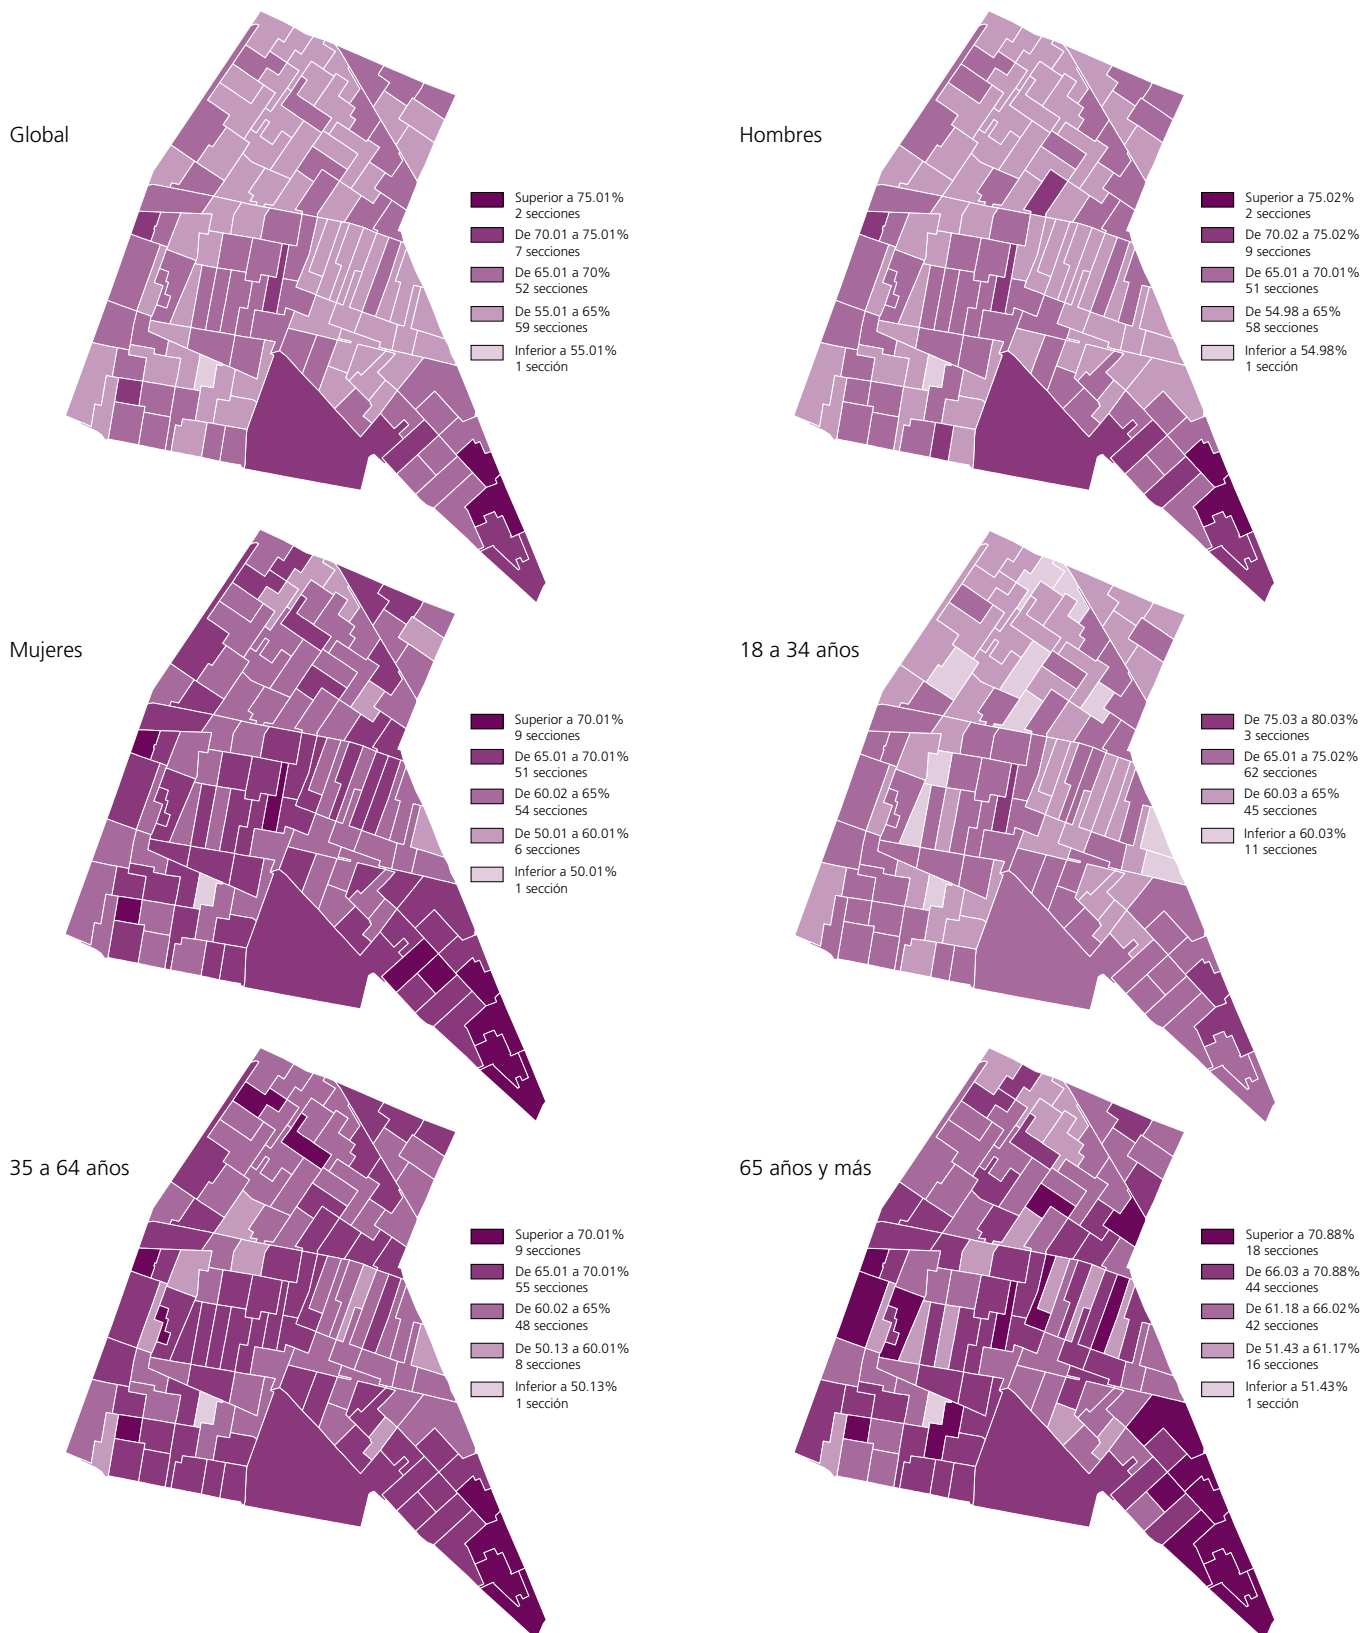 Global
Superior a 75.01%
2 secciones
De 70.01 a 75.01%
7 secciones
De 65.01 a 70%
52 secciones
De 55.01 a 65%
59 secciones
Inferior a 55.01%
1 sección
Hombres
Superior a 75.02%
2 secciones
De 70.02 a 75.02%
9 secciones
De 65.01 a 70.01%
51 secciones
De 54.98 a 65%
58 secciones
Inferior a 54.98%
1 sección
Mujeres
Superior a 70.01%
9 secciones
De 65.01 a 70.01%
51 secciones
De 60.02 a 65%
54 secciones
De 50.01 a 60.01%
6 secciones
Inferior a 50.01%
1 sección
18 a 34 años
De 75.03 a 80.03%
3 secciones
De 65.01 a 75.02%
62 secciones
De 60.03 a 65%
45 secciones
Inferior a 60.03%
11 secciones
35 a 64 años
Superior a 70.01%
9 secciones
De 65.01 a 70.01%
55 secciones
De 60.02 a 65%
48 secciones
De 50.13 a 60.01%
8 secciones
Inferior a 50.13%
1 sección
65 años y más
Superior a 70.88%
18 secciones
De 66.03 a 70.88%
44 secciones
De 61.18 a 66.02%
42 secciones
De 51.43 a 61.17%
16 secciones
Inferior a 51.43%
1 sección